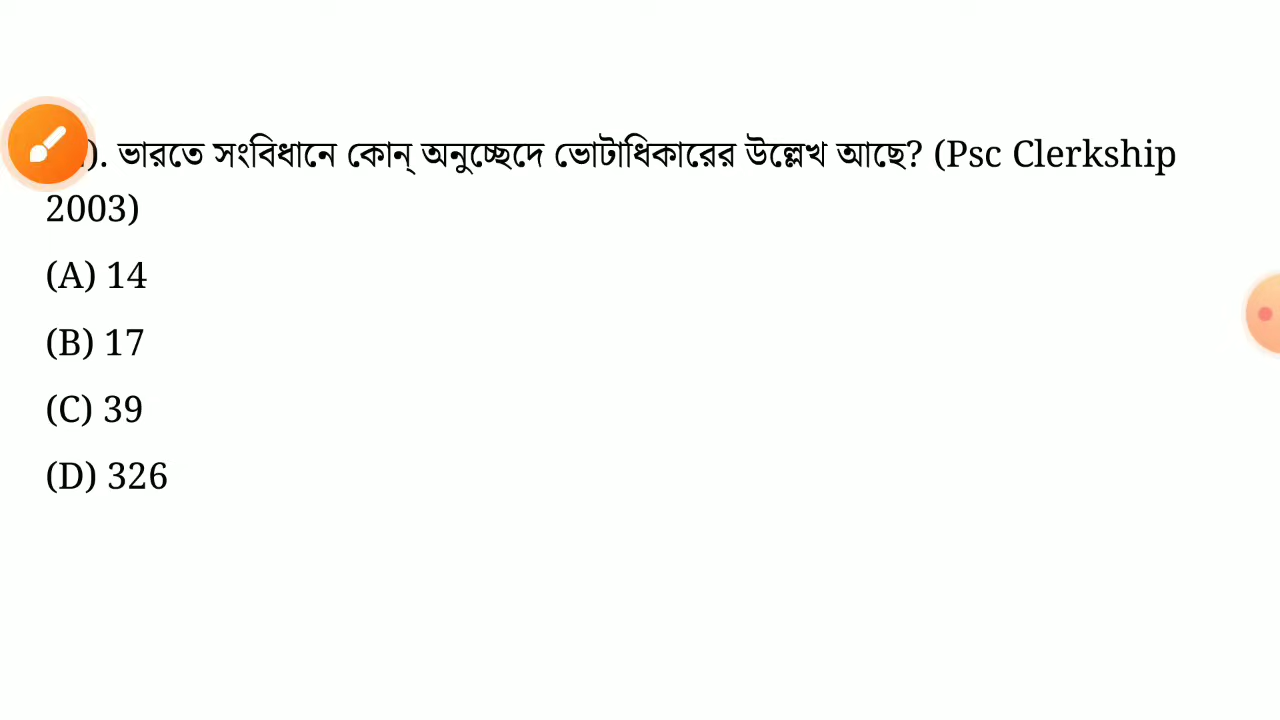 ). ভারতে সংবিধানে কোন্ অনুচ্ছেদে ভোটাধিকারের উল্লেখ আছে? (Psc Clerkship
2003)
(A) 14
(B) 17
(C) 39
(D) 326